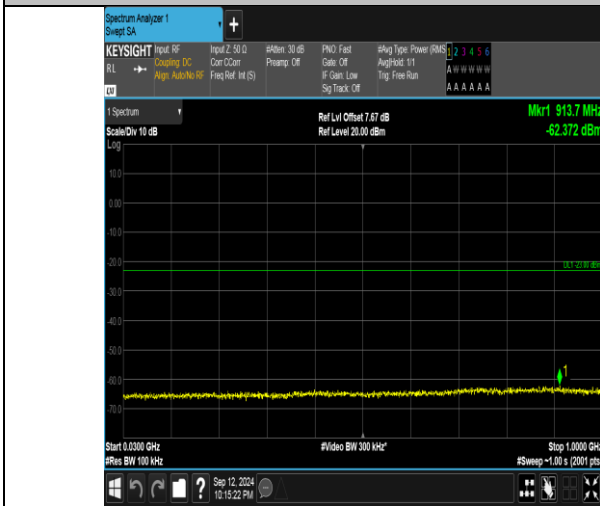 Spectrum Analyzer 1
Swept SA
+
KEYSIGHT
RL
Input: RF
Coupling: DC
Align: Auto/No RF
Input Z: 50 Ω
Corr CCorr
Freq Ref: Int (S)
#Atten: 30 dB
Preamp: Off
PNO: Fast
Gate: Off
IF Gain: Low
Sig Track: Off
#Avg Type: Power (RMS
Avg|Hold: 1/1
Trig: Free Run
1 2 3 4 5 6
A W W W W W
A A A A A A
1 Spectrum
Scale/Div 10 dB
Log
Ref Lvl Offset 7.67 dB
Ref Level 20.00 dBm
Mkr1 913.7 MHz
-62.372 dBm
10.0
0.00
-10.0
-20.0
DL1 -23.00 dBm
-30.0
-40.0
-50.0
-60.0
1
-70.0
Start 0.0300 GHz
#Res BW 100 kHz
#Video BW 300 kHz*
Stop 1.0000 GHz
#Sweep ~1.00 s (2001 pts
?
Sep 12, 2024
10:15:22 PM